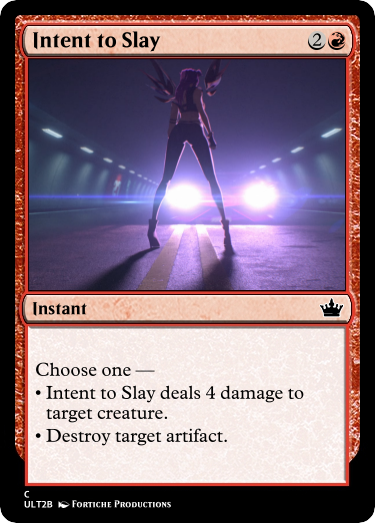 Intent to Slay 2
Instant
Choose one —
• Intent to Slay deals 4 damage to
target creature.
• Destroy target artifact.
C
ULT2B Fortiche Productions